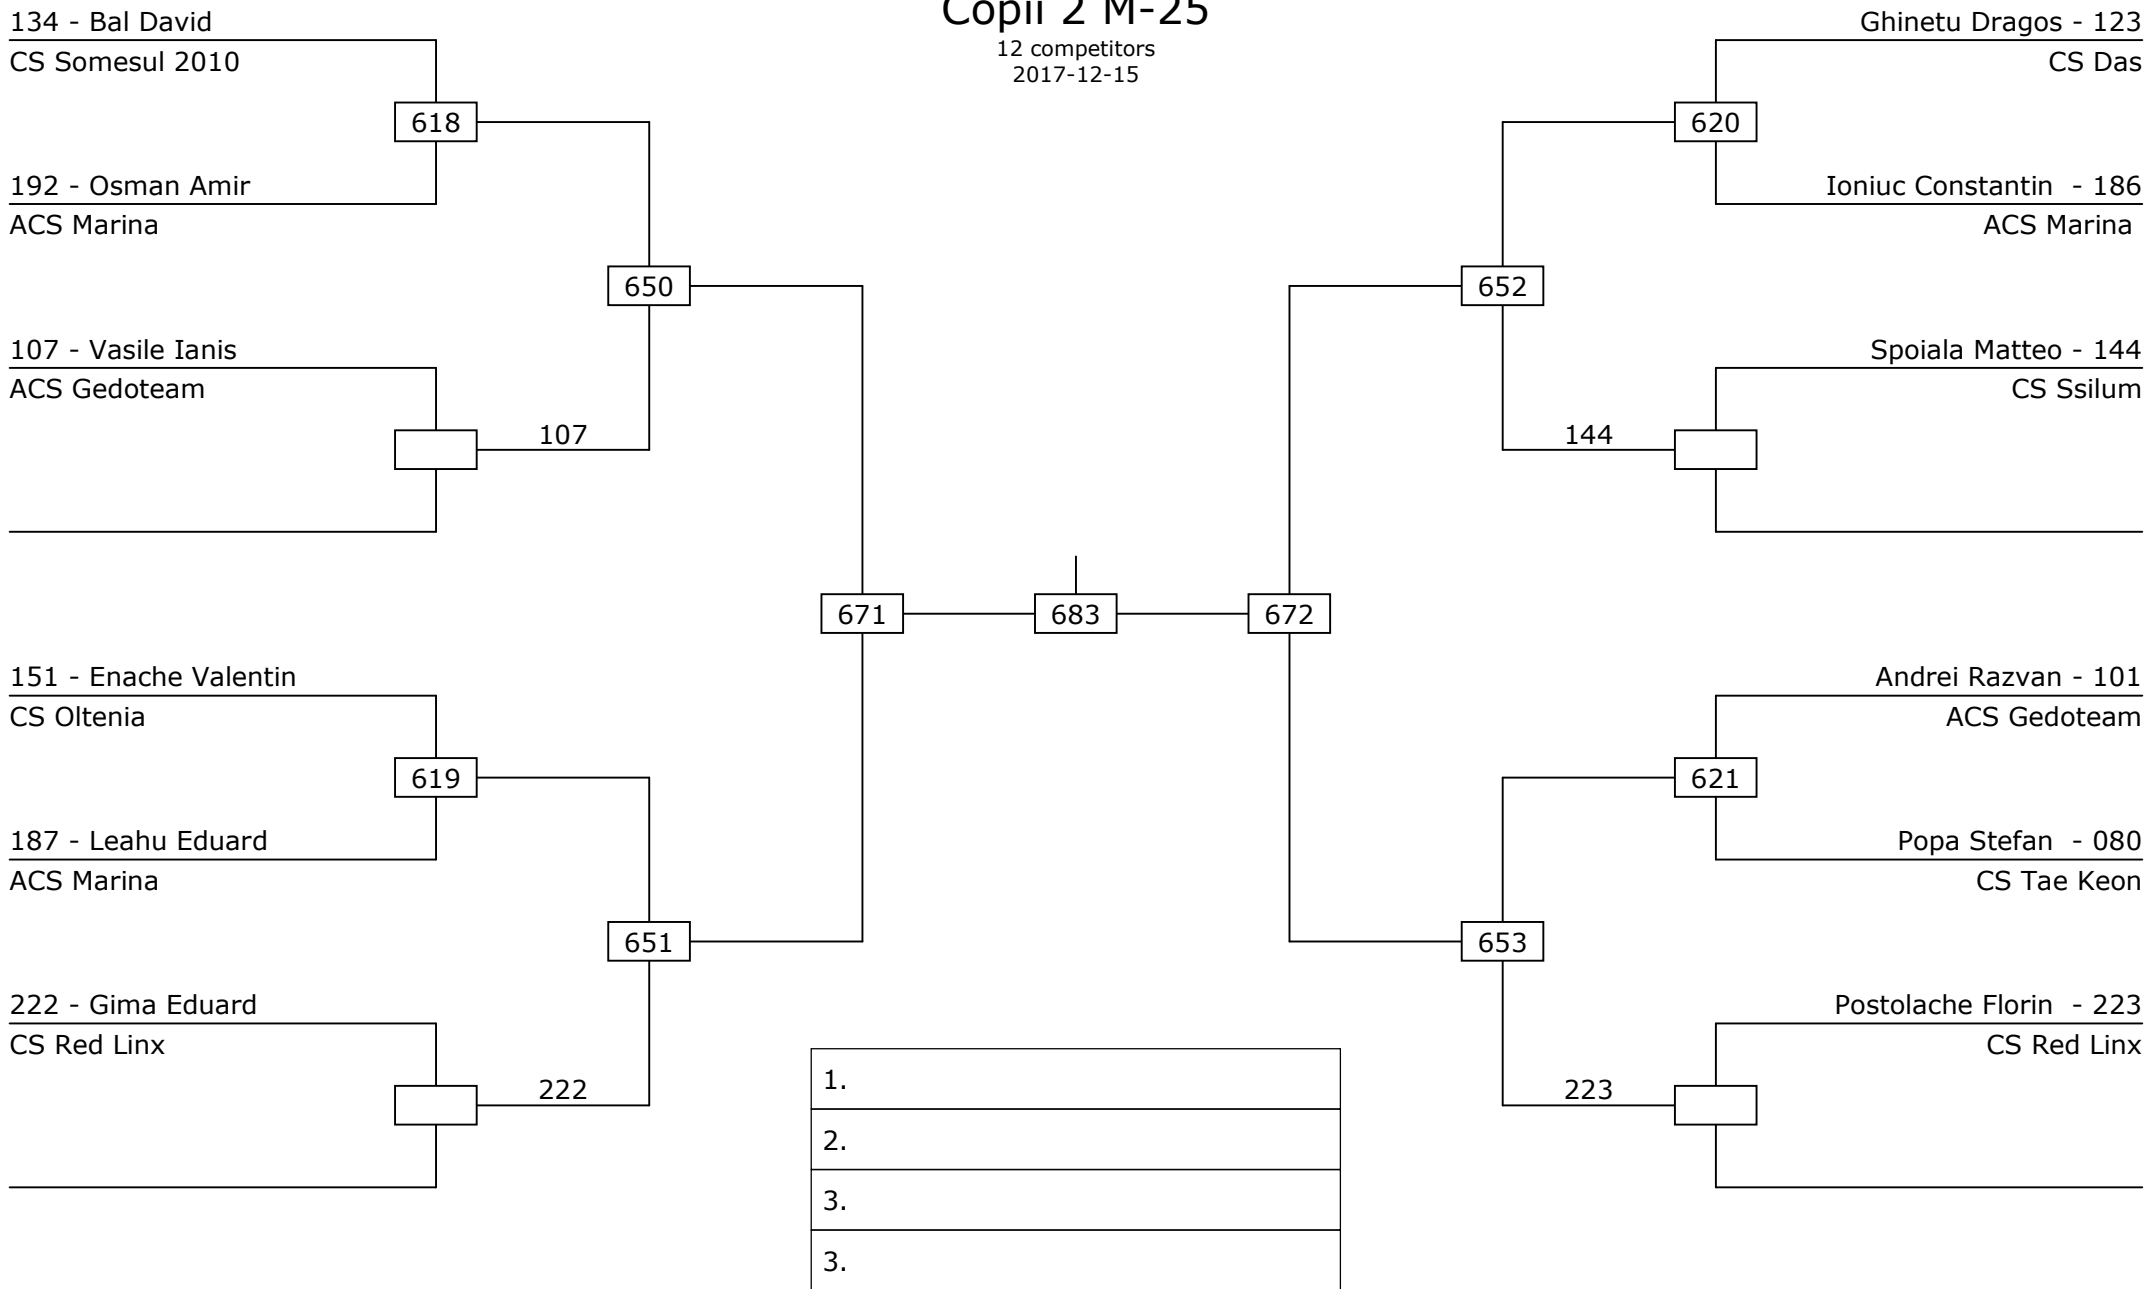 Copii 2 M-25
12 competitors
2017-12-15
134 - Bal David
CS Somesul 2010
618
192 - Osman Amir
ACS Marina
650
107 - Vasile Ianis
ACS Gedoteam
107
671
151 - Enache Valentin
CS Oltenia
619
187 - Leahu Eduard
ACS Marina
651
222 - Gima Eduard
CS Red Linx
222
683
Ghinetu Dragos - 123
CS Das
620
Ioniuc Constantin - 186
ACS Marina
652
Spoiala Matteo - 144
CS Ssilum
144
672
Andrei Razvan - 101
ACS Gedoteam
621
Popa Stefan - 080
CS Tae Keon
653
Postolache Florin - 223
CS Red Linx
223
1.
2.
3.
3.